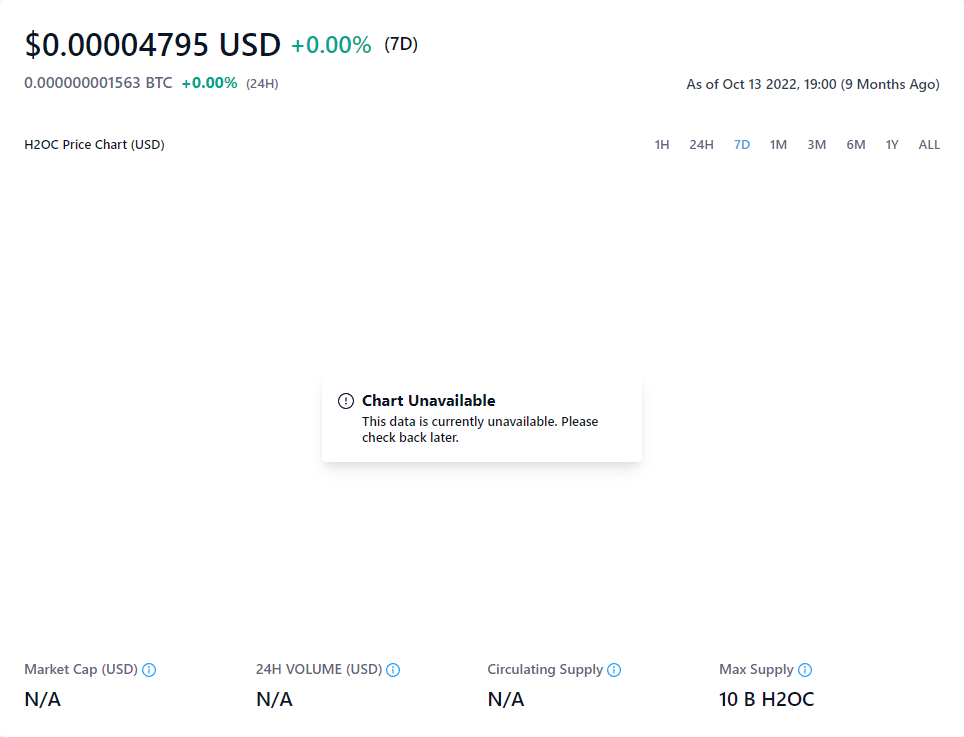 $0.00004795 USD +0.00% (7D)
0.000000001563 BTC +0.00% (24H)
As of Oct 13 2022, 19:00 (9 Months Ago)
H2OC Price Chart (USD)
1H 24H 7D 1M 3M 6M 1Y ALL
Chart Unavailable
This data is currently unavailable. Please
check back later.
Market Cap (USD) 24H VOLUME (USD) Circulating Supply Max Supply
N/A N/A N/A 10 B H2OC